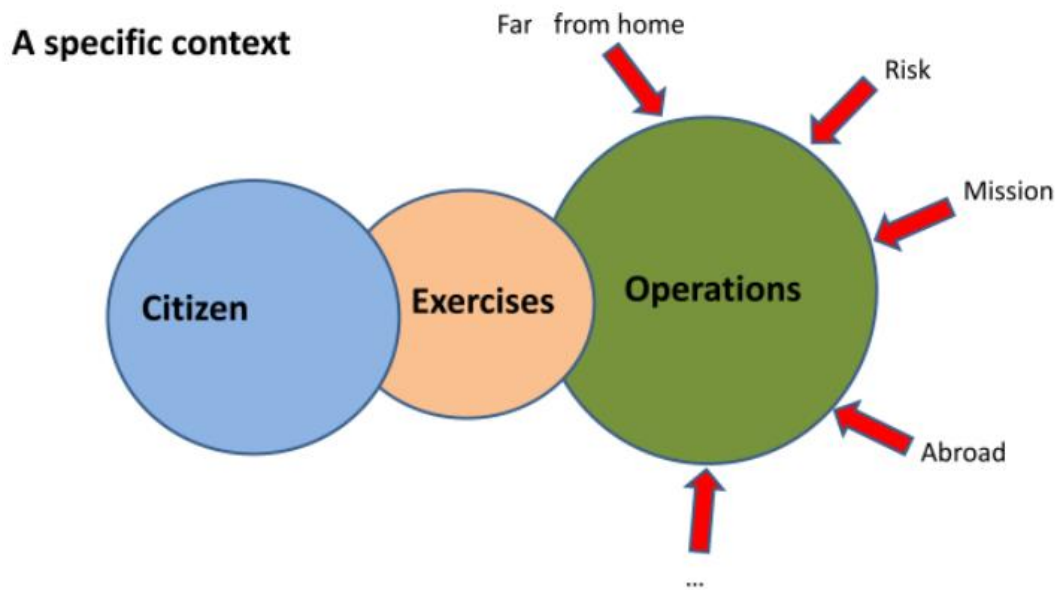 A specific context
Far from home
Risk
Mission
Citizen
Exercises
Operations
Abroad
...